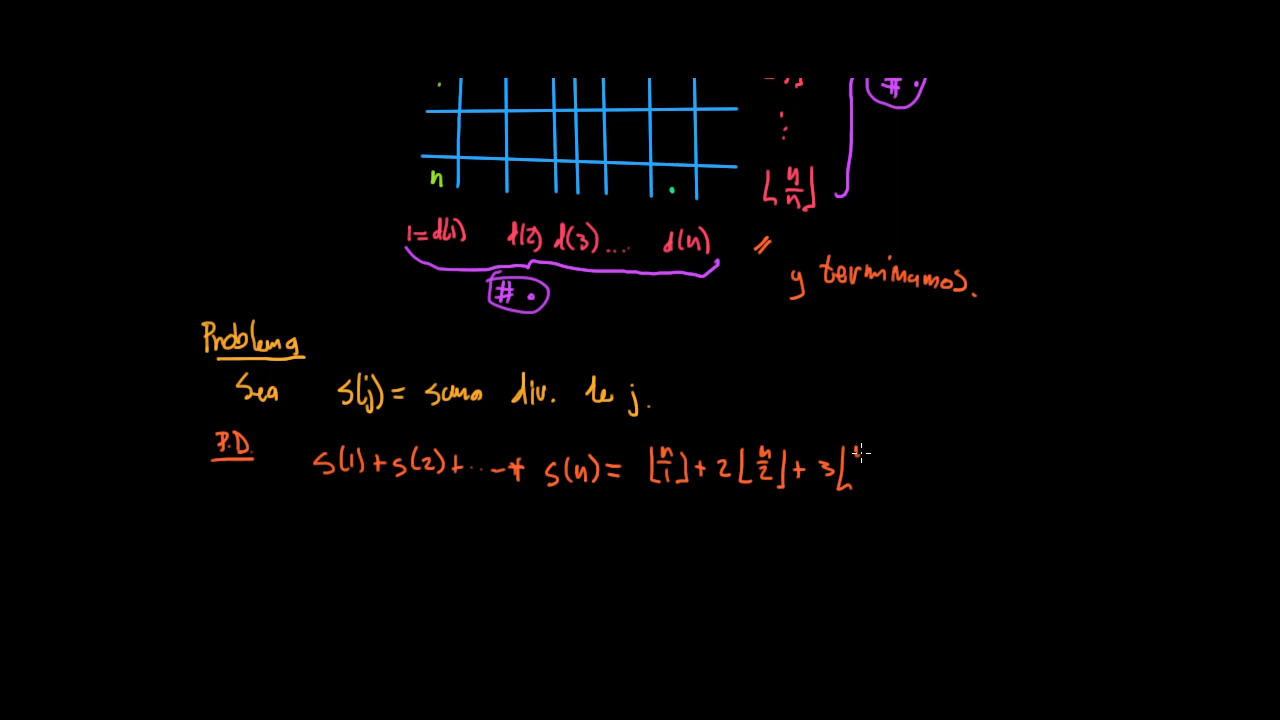 # .
⋮
n
⌊n/n⌋
1=d(1) d(2) d(3) ... d(n) //
# .
y terminamos.
Problema
Sea s(j) = suma div. de j.
P.D.
s(1)+s(2)+...+ s(n) = ⌊n/1⌋ + 2⌊n/2⌋ + 3⌊